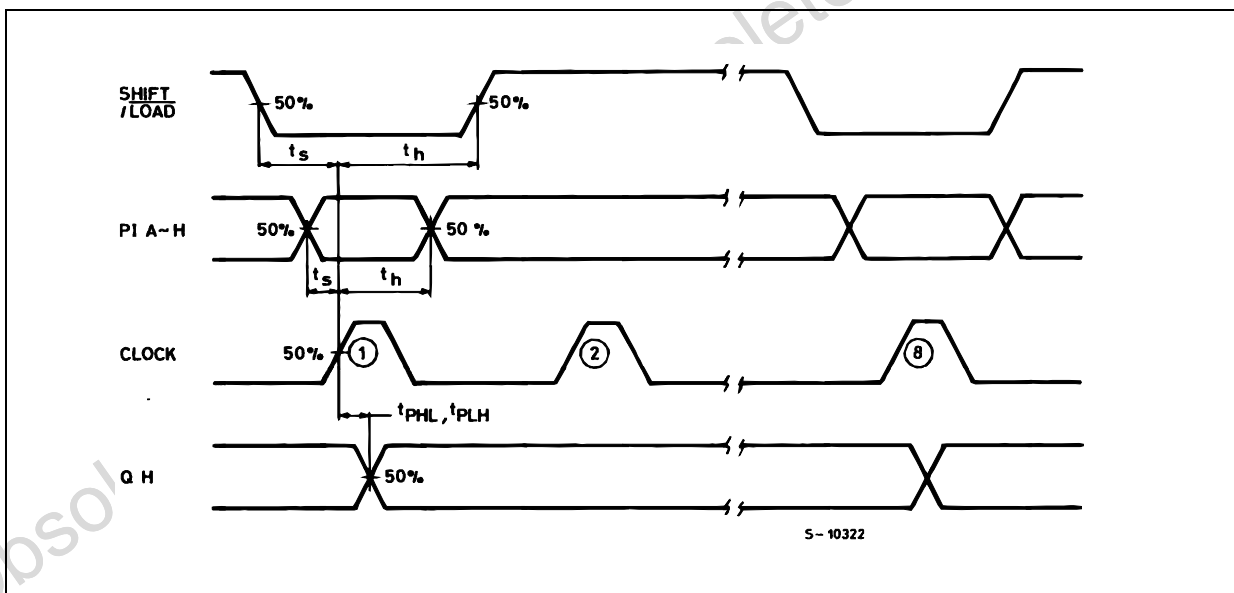 SHIFT
/LOAD
50%
50%
ts
th
PI A~H
50%
50%
ts
th
CLOCK
50%
1
2
8
tPHL, tPLH
Q H
50%
S-10322